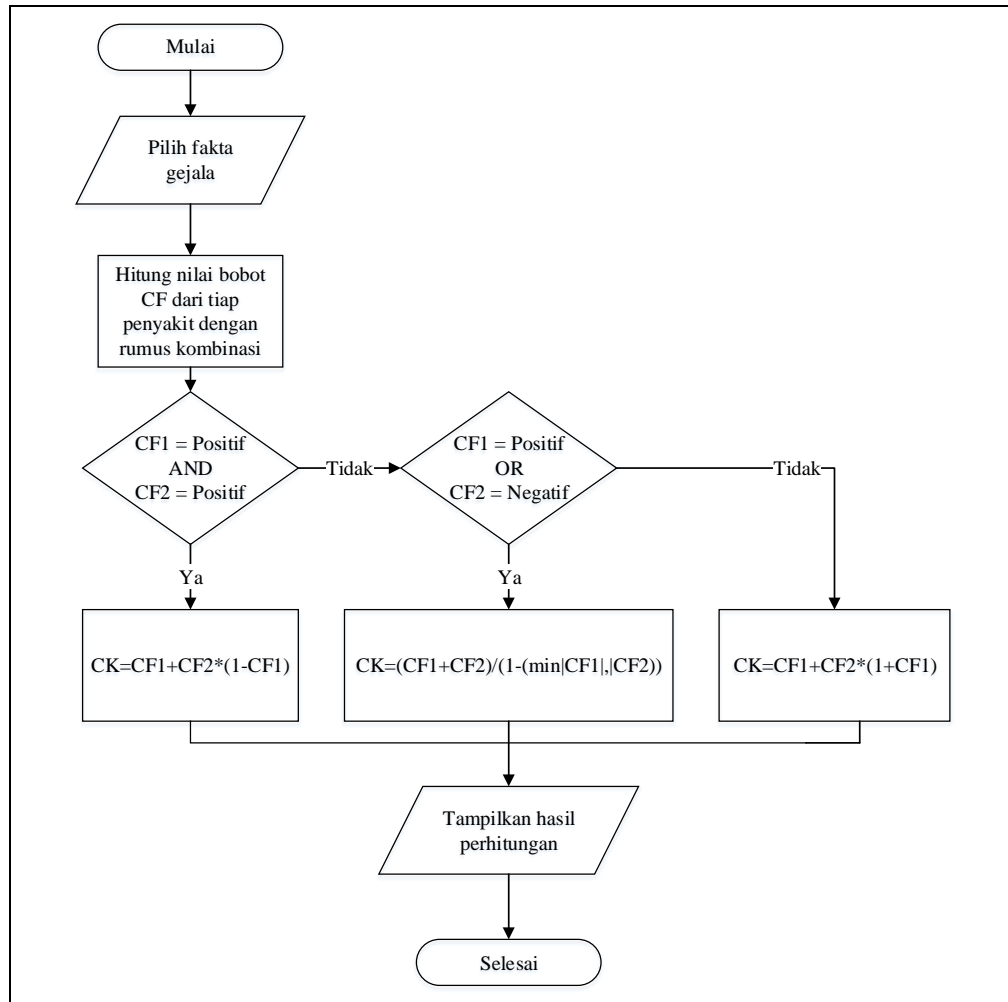 Mulai
Pilih fakta
gejala
Hitung nilai bobot
CF dari tiap
penyakit dengan
rumus kombinasi
CF1 = Positif
AND
CF2 = Positif
Tidak
CF1 = Positif
OR
CF2 = Negatif
Tidak
Ya
Ya
CK=CF1+CF2*(1-CF1)
CK=(CF1+CF2)/(1-(min|CF1|,|CF2))
CK=CF1+CF2*(1+CF1)
Tampilkan hasil
perhitungan
Selesai